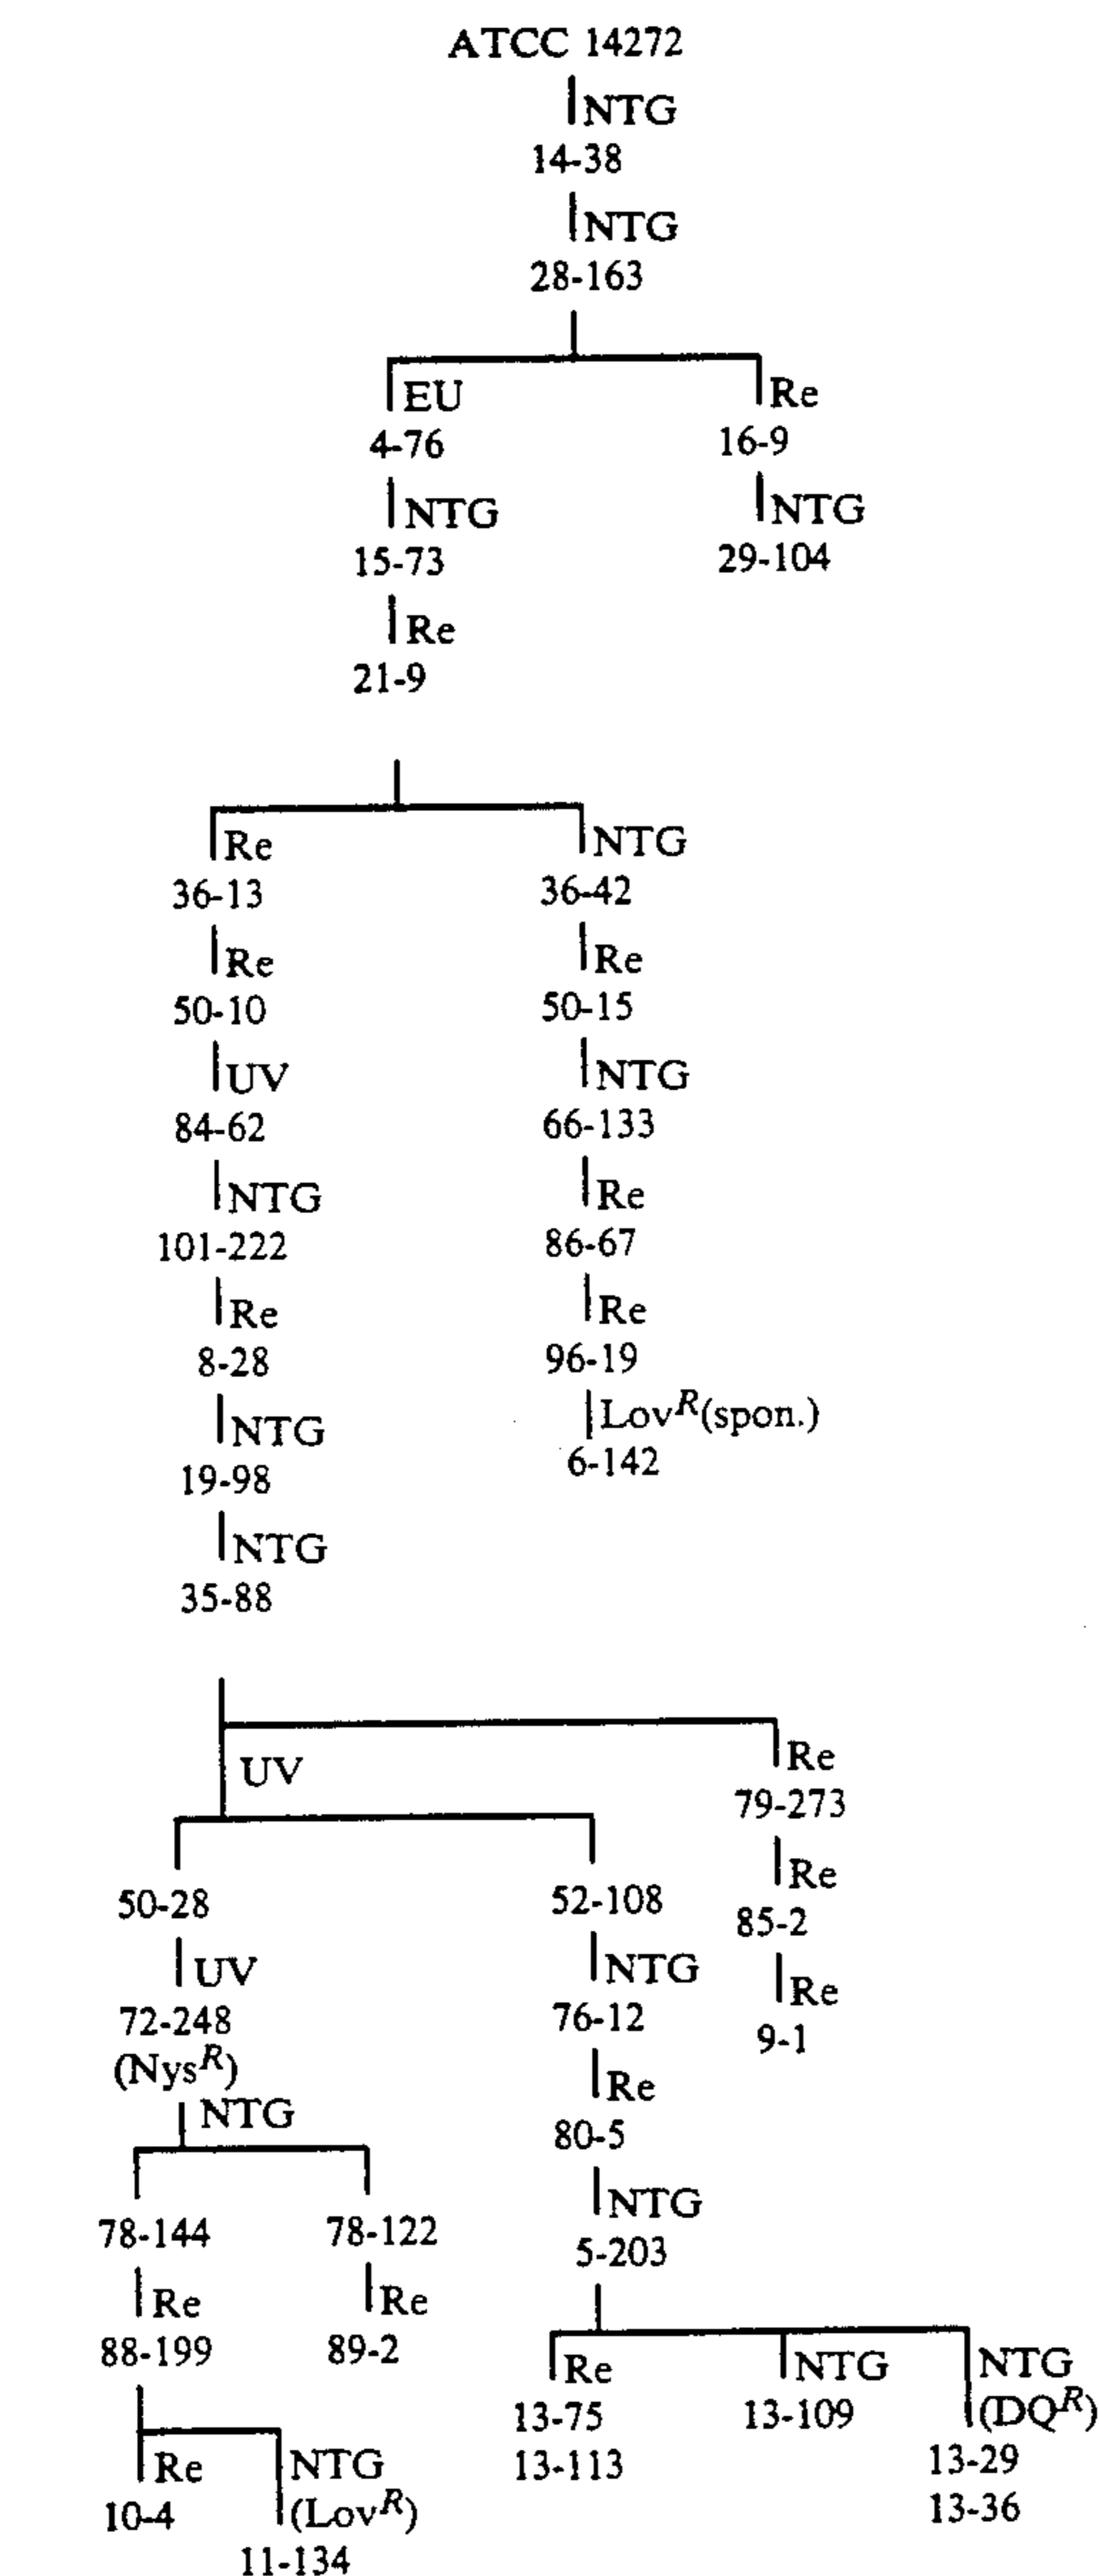 ATCC 14272
NTG
14-38
NTG
28-163
EU
4-76
NTG
15-73
Re
21-9
Re
16-9
NTG
29-104
Re
36-13
Re
50-10
UV
84-62
NTG
101-222
Re
8-28
NTG
19-98
NTG
35-88
NTG
36-42
Re
50-15
NTG
66-133
Re
86-67
Re
96-19
Lov^R(spon.)
6-142
UV
50-28
UV
72-248
(Nys^R)
NTG
78-144
Re
88-199
Re
10-4
NTG
(Lov^R)
11-134
78-122
Re
89-2
52-108
NTG
76-12
Re
80-5
NTG
5-203
Re
13-75
13-113
NTG
13-109
NTG
(DQ^R)
13-29
13-36
Re
79-273
Re
85-2
Re
9-1